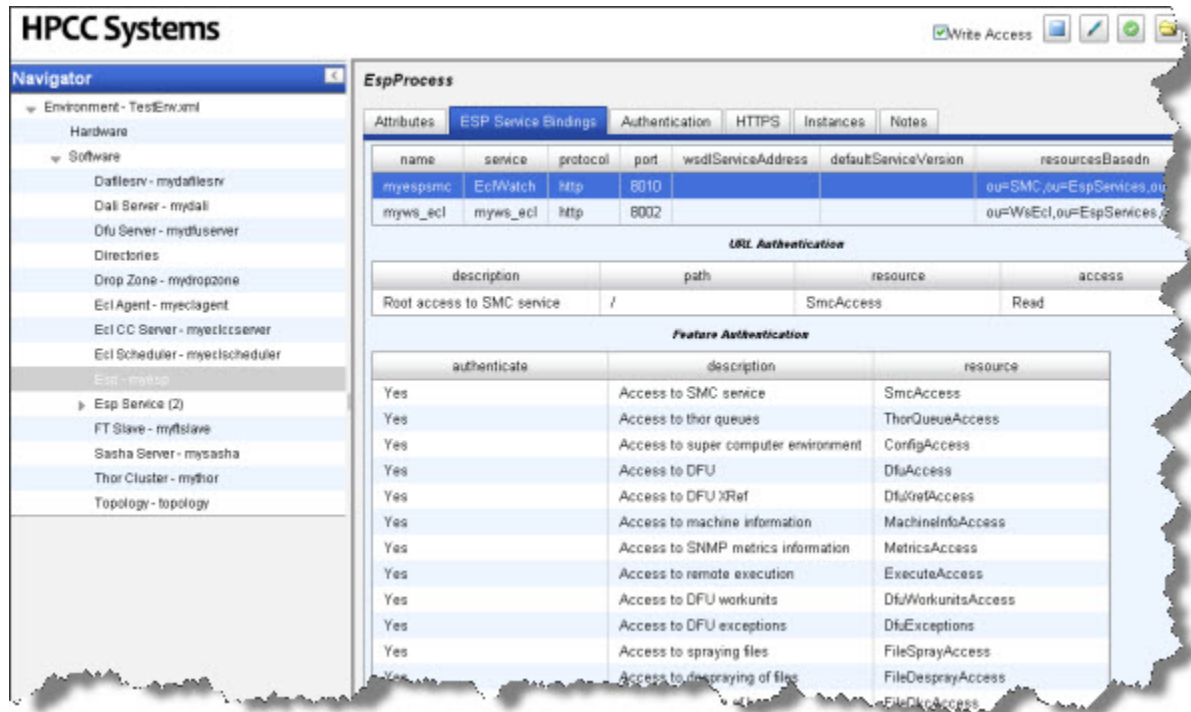 HPCC Systems
Write Access
Navigator
Environment - TestEnv.xml
Hardware
Software
Dafilesrv - mydafilesrv
Dali Server - mydali
Dfu Server - mydfuserver
Directories
Drop Zone - mydropzone
Ecl Agent - myeclagent
Ecl CC Server - myeclccserver
Ecl Scheduler - myeclscheduler
Esp - myesp
Esp Service (2)
FT Slave - myftslave
Sasha Server - mysasha
Thor Cluster - mythor
Topology - topology
EspProcess
Attributes ESP Service Bindings Authentication HTTPS Instances Notes
name service protocol port wsdlServiceAddress defaultServiceVersion resourcesBasedn
myespsmc EclWatch http 8010 ou=SMC,ou=EspServices,ou
myws_ecl myws_ecl http 8002 ou=WsEcl,ou=EspServices,
URL Authentication
description path resource access
Root access to SMC service / SmcAccess Read
Feature Authentication
authenticate description resource
Yes Access to SMC service SmcAccess
Yes Access to thor queues ThorQueueAccess
Yes Access to super computer environment ConfigAccess
Yes Access to DFU DfuAccess
Yes Access to DFU XRef DfuXrefAccess
Yes Access to machine information MachineInfoAccess
Yes Access to SNMP metrics information MetricsAccess
Yes Access to remote execution ExecuteAccess
Yes Access to DFU workunits DfuWorkunitsAccess
Yes Access to DFU exceptions DfuExceptions
Yes Access to spraying files FileSprayAccess
Yes Access to despraying of files FileDesprayAccess